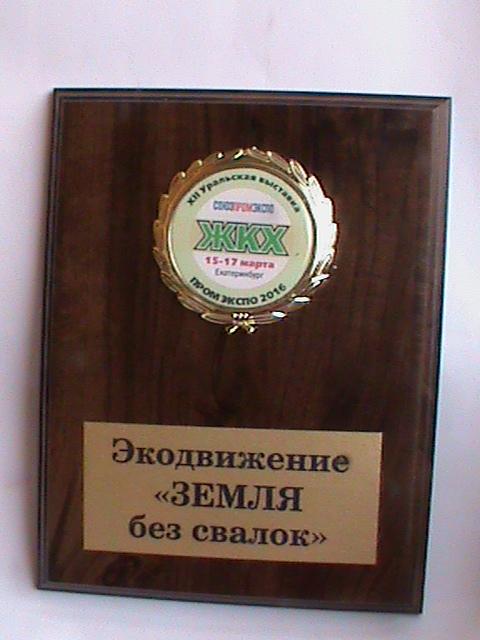 XII Уральская выставка
СОЮЗПРОМЭКСПО
ЖКХ
15-17 марта
Екатеринбург
ПРОМ ЭКСПО 2016
Экодвижение
«ЗЕМЛЯ
без свалок»